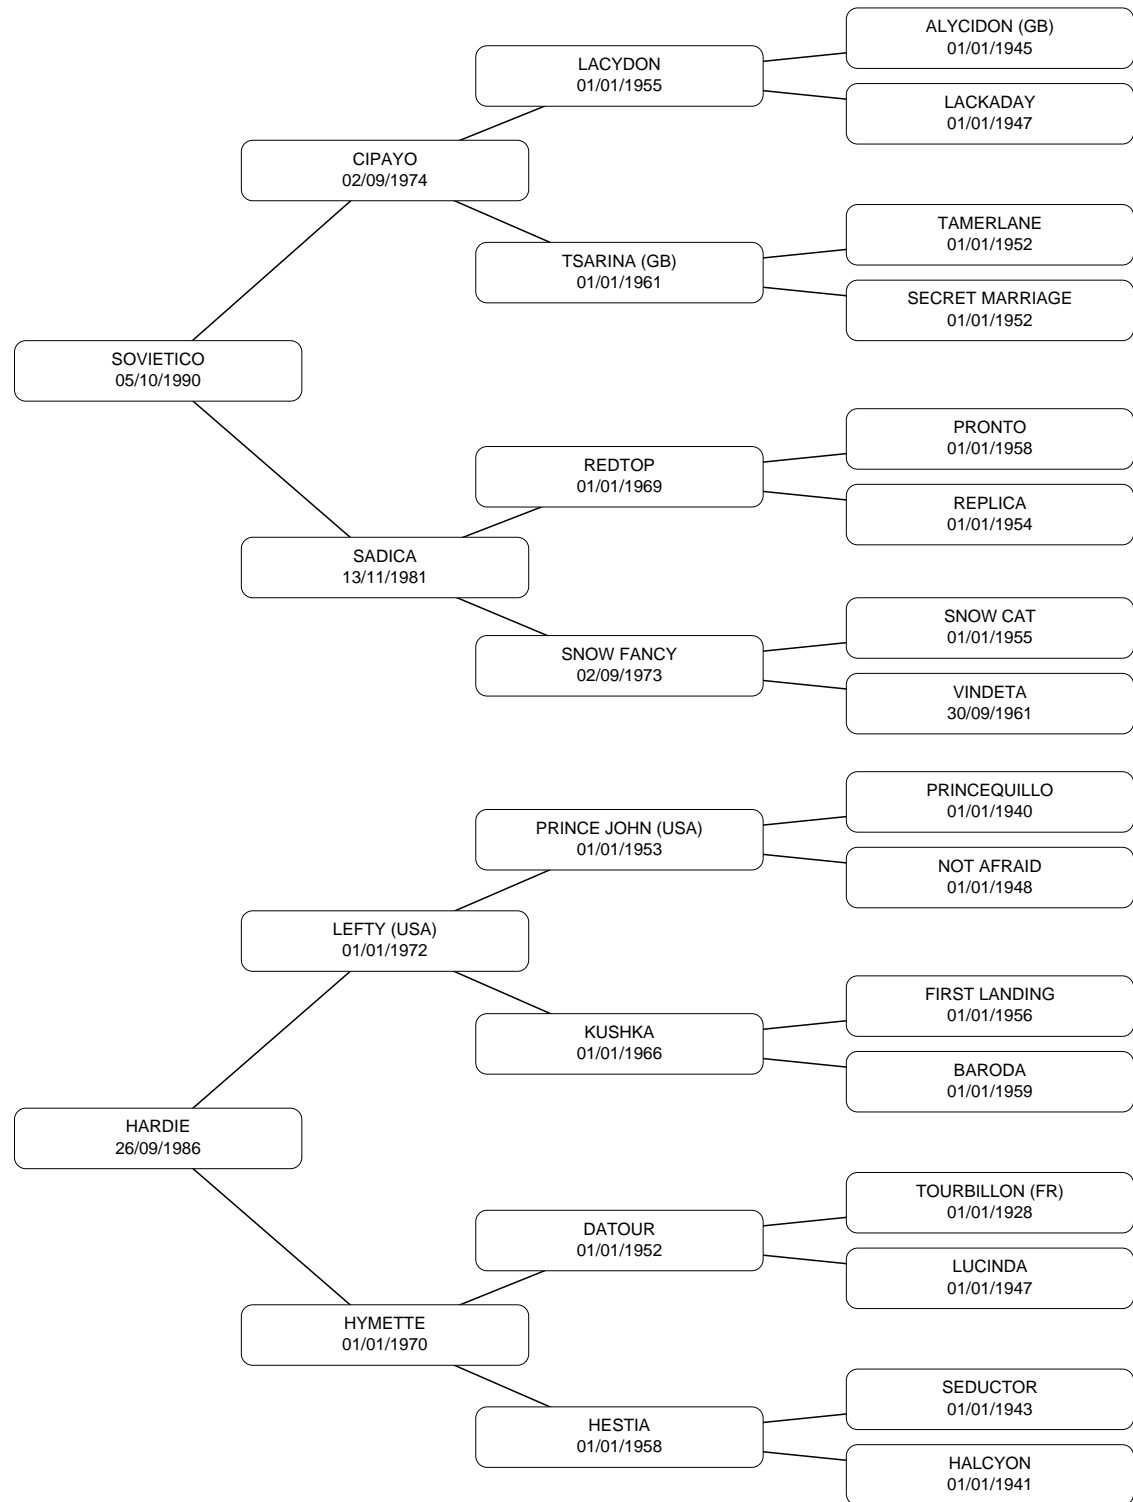 ALYCIDON (GB)
01/01/1945
LACYDON
01/01/1955
LACKADAY
01/01/1947
CIPAYO
02/09/1974
TAMERLANE
01/01/1952
TSARINA (GB)
01/01/1961
SECRET MARRIAGE
01/01/1952
SOVIETICO
05/10/1990
PRONTO
01/01/1958
REDTOP
01/01/1969
REPLICA
01/01/1954
SADICA
13/11/1981
SNOW CAT
01/01/1955
SNOW FANCY
02/09/1973
VINDETA
30/09/1961
PRINCEQUILLO
01/01/1940
PRINCE JOHN (USA)
01/01/1953
NOT AFRAID
01/01/1948
LEFTY (USA)
01/01/1972
FIRST LANDING
01/01/1956
KUSHKA
01/01/1966
BARODA
01/01/1959
HARDIE
26/09/1986
TOURBILLON (FR)
01/01/1928
DATOUR
01/01/1952
LUCINDA
01/01/1947
HYMETTE
01/01/1970
SEDUCTOR
01/01/1943
HESTIA
01/01/1958
HALCYON
01/01/1941